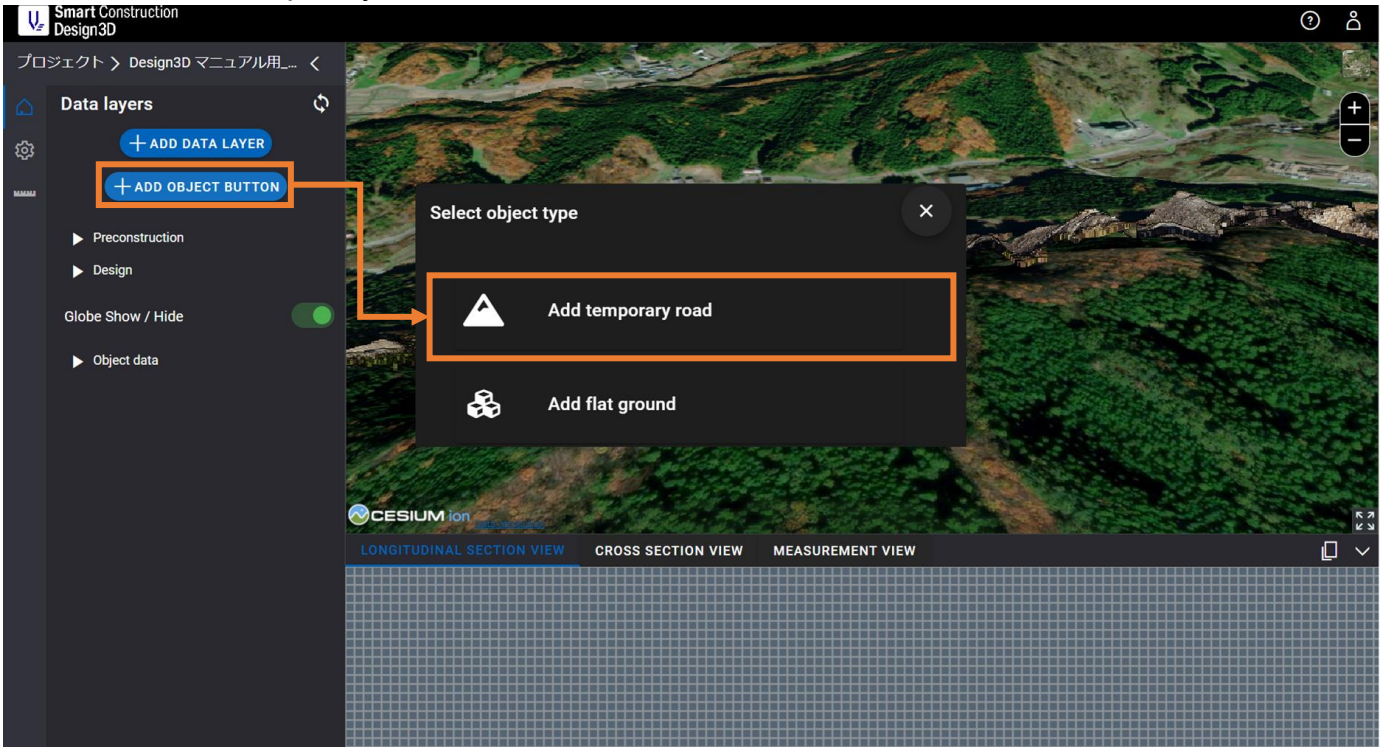 Smart Construction
Design3D
プロジェクト > Design3D マニュアル用_...
Data layers
+ ADD DATA LAYER
+ ADD OBJECT BUTTON
Preconstruction
Design
Globe Show / Hide
Object data
Select object type
Add temporary road
Add flat ground
CESIUM ion
LONGITUDINAL SECTION VIEW CROSS SECTION VIEW MEASUREMENT VIEW